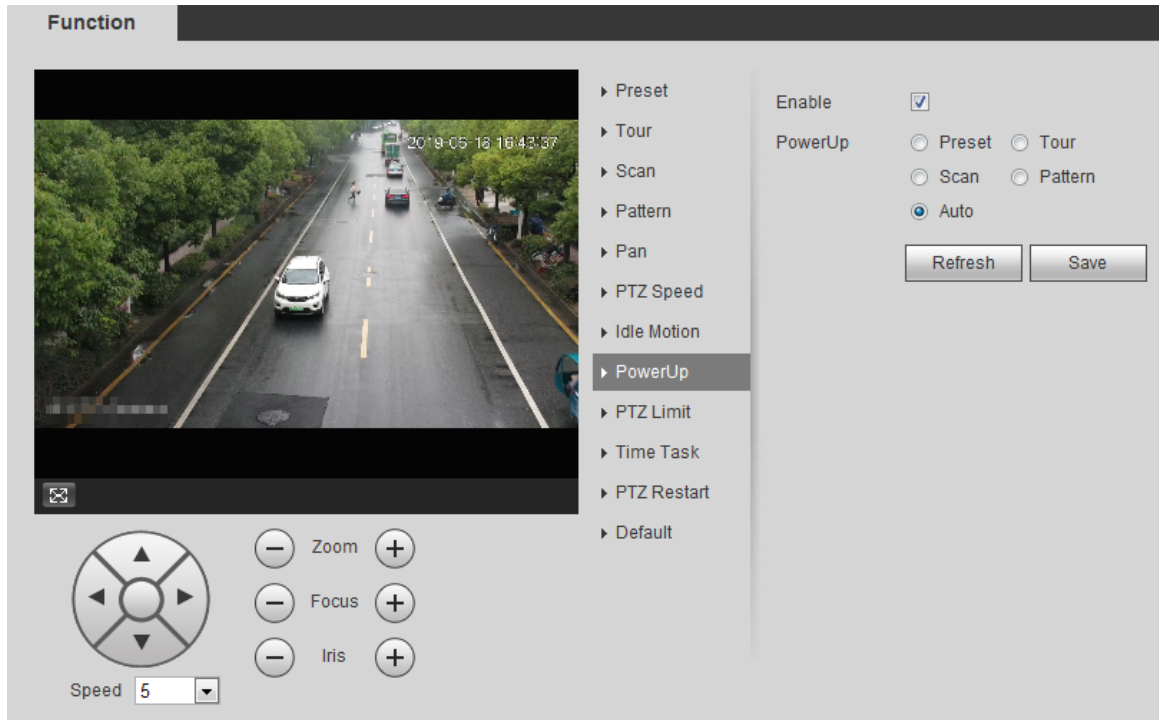 Function
2019-05-18 16:43:37
Preset
Tour
Scan
Pattern
Pan
PTZ Speed
Idle Motion
PowerUp
PTZ Limit
Time Task
PTZ Restart
Default
Enable
PowerUp
Preset Tour
Scan Pattern
Auto
Refresh Save
Zoom
Focus
Iris
Speed 5